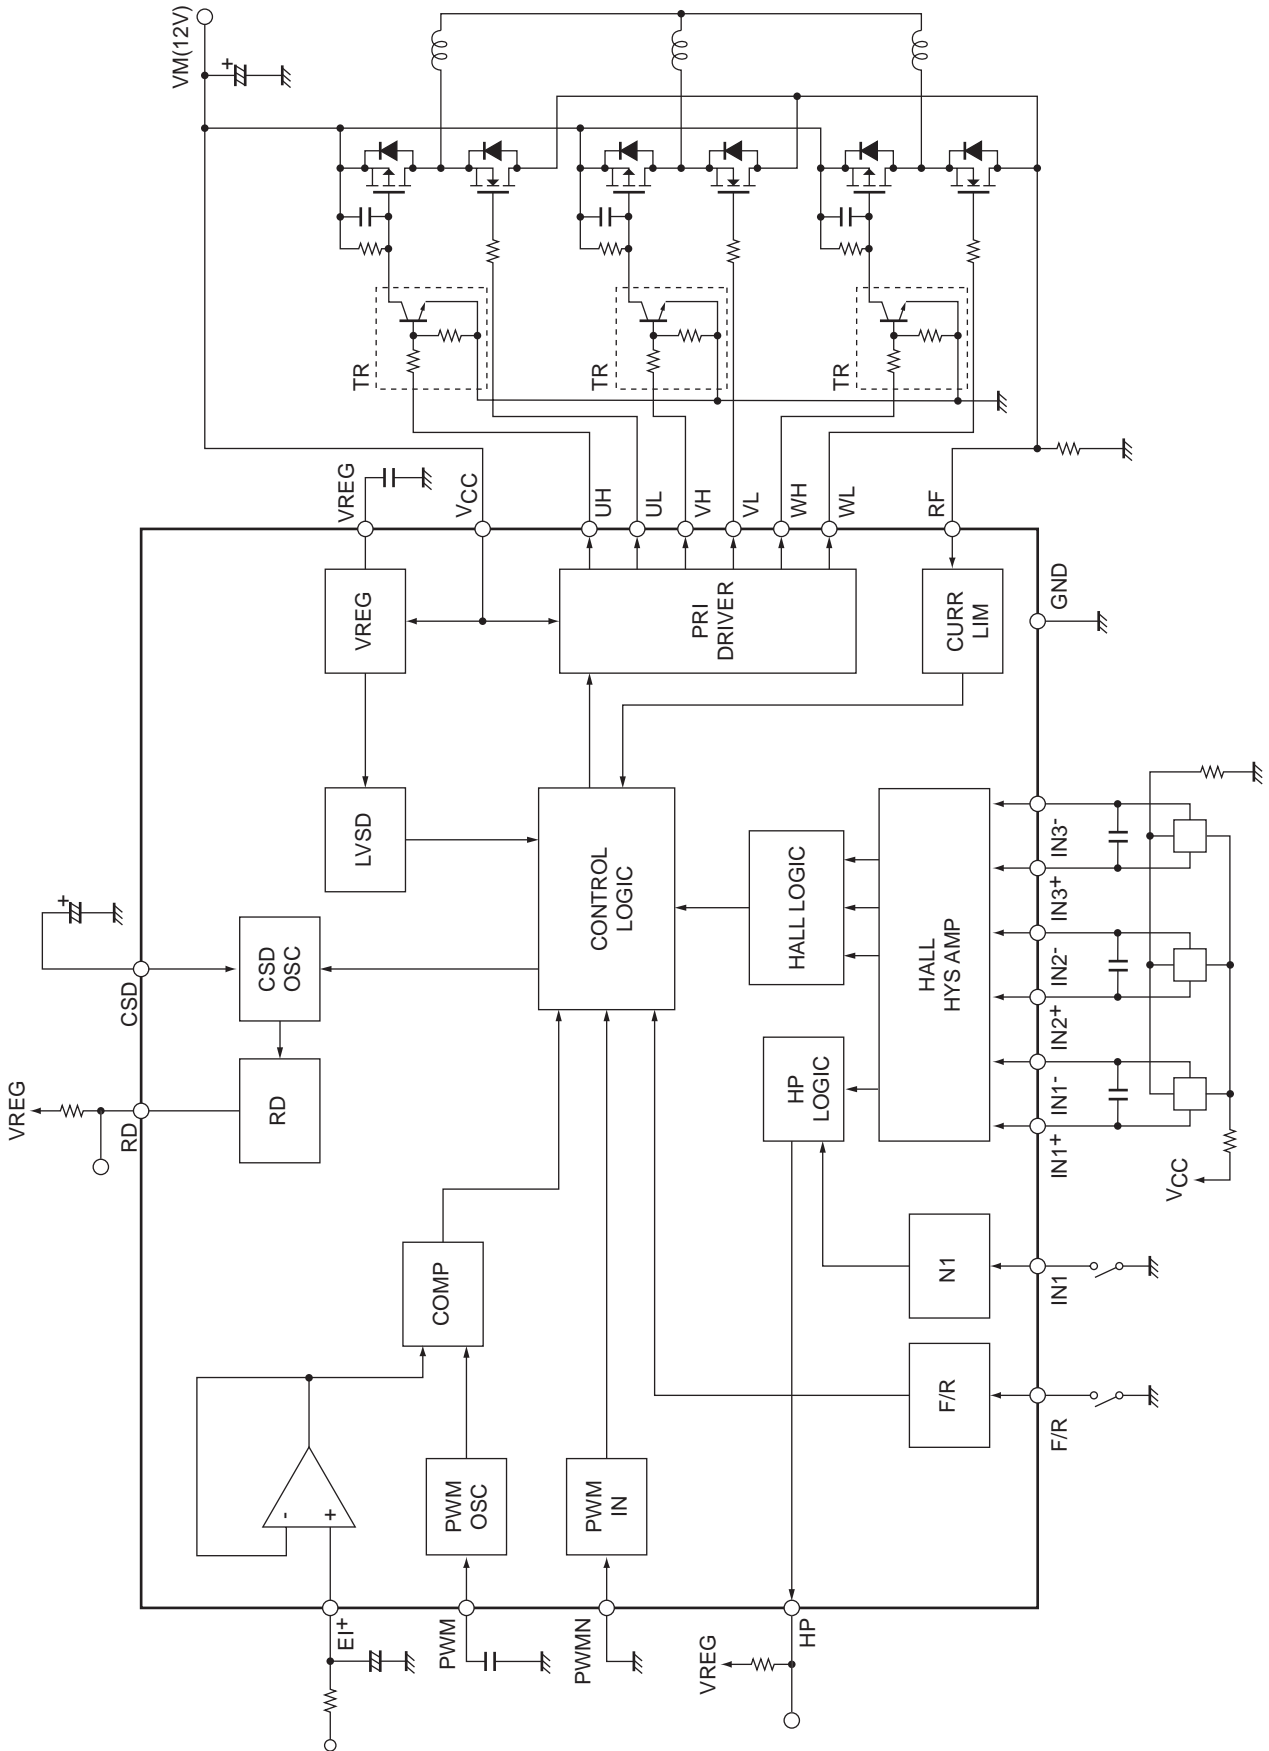 VM(12V)
+
TR
TR
TR
VREG
VCC
UH
UL
VH
VL
WH
WL
RF
VREG
PRI
DRIVER
CURR
LIM
GND
LVSD
CONTROL
LOGIC
HALL LOGIC
HALL
HYS AMP
IN3-
IN3+
IN2-
IN2+
IN1-
IN1+
VCC
+
CSD
CSD
OSC
VREG
RD
RD
HP
LOGIC
COMP
N1
IN1
F/R
F/R
-
+
PWM
OSC
PWM
IN
EI+
PWM
PWMN
VREG
HP